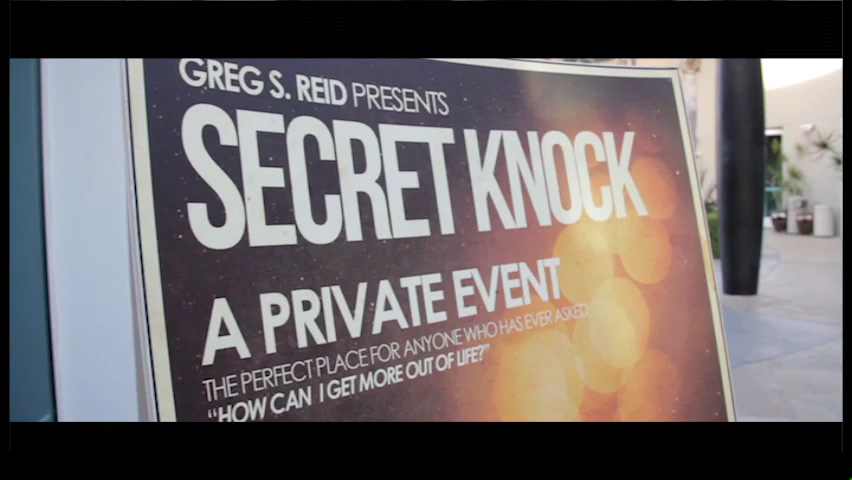 GREG S. REID PRESENTS
SECRET KNOCK
A PRIVATE EVENT
THE PERFECT PLACE FOR ANYONE WHO HAS EVER ASKED
"HOW CAN I GET MORE OUT OF LIFE?"